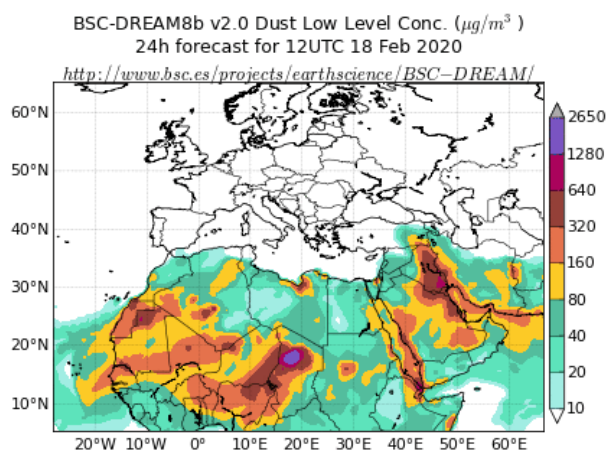 BSC-DREAM8b v2.0 Dust Low Level Conc. (μg/m³ )
24h forecast for 12UTC 18 Feb 2020
http://www.bsc.es/projects/earthscience/BSC−DREAM/
60°N
50°N
40°N
30°N
20°N
10°N
20°W 10°W 0° 10°E 20°E 30°E 40°E 50°E 60°E
2650
1280
640
320
160
80
40
20
10